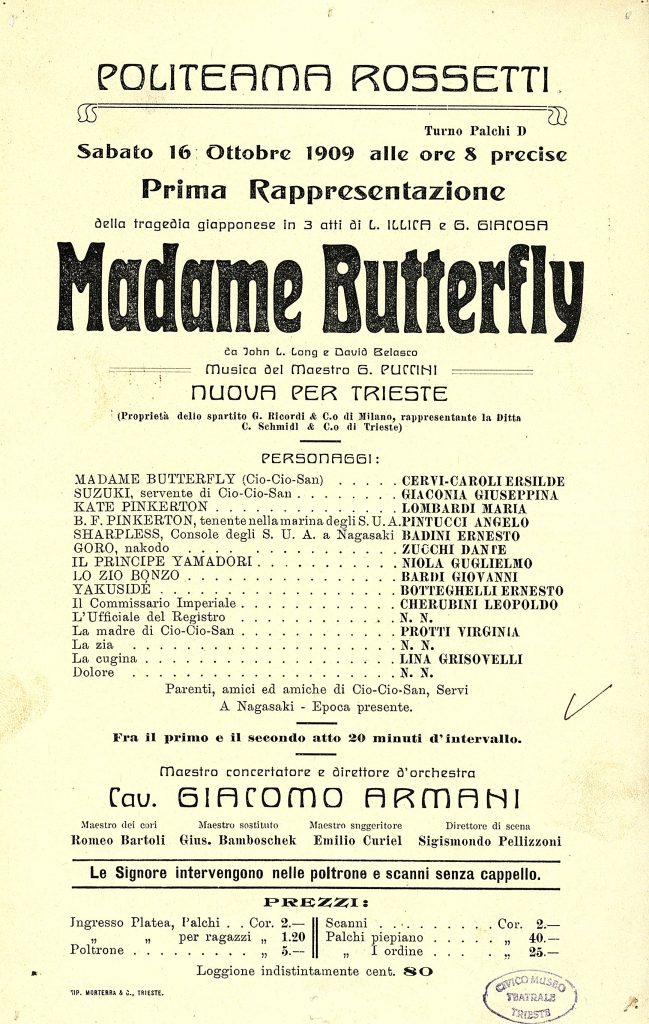 POLITEAMA ROSSETTI
Turno Palchi D
Sabato 16 Ottobre 1909 alle ore 8 precise
Prima Rappresentazione
della tragedia giapponese in 3 atti di L. ILLICA e G. GIACOSA
Madame Butterfly
da John L. Long e David Belasco
Musica del Maestro G. PUCCINI
NUOVA PER TRIESTE
(Proprietà dello spartito G. Ricordi & C.o di Milano, rappresentante la Ditta
C. Schmidl & C.o di Trieste)
PERSONAGGI:
MADAME BUTTERFLY (Cio-Cio-San) . . . . . CERVI-CAROLI ERSILDE
SUZUKI, servente di Cio-Cio-San . . . . . . . . GIACONIA GIUSEPPINA
KATE PINKERTON . . . . . . . . . . . . . . LOMBARDI MARIA
B. F. PINKERTON, tenente nella marina degli S. U. A. PINTUCCI ANGELO
SHARPLESS, Console degli S. U. A. a Nagasaki BADINI ERNESTO
GORO, nakodo . . . . . . . . . . . . . . . . ZUCCHI DANTE
IL PRINCIPE YAMADORI . . . . . . . . . . . NIOLA GUGLIELMO
LO ZIO BONZO . . . . . . . . . . . . . . . . BARDI GIOVANNI
YAKUSIDÉ . . . . . . . . . . . . . . . . . . BOTTEGHELLI ERNESTO
Il Commissario Imperiale . . . . . . . . . . . . CHERUBINI LEOPOLDO
L'Ufficiale del Registro . . . . . . . . . . . . N. N.
La madre di Cio-Cio-San . . . . . . . . . . . . PROTTI VIRGINIA
La zia . . . . . . . . . . . . . . . . . . . . N. N.
La cugina . . . . . . . . . . . . . . . . . . . LINA GRISOVELLI
Dolore . . . . . . . . . . . . . . . . . . . . N. N.
Parenti, amici ed amiche di Cio-Cio-San, Servi
A Nagasaki - Epoca presente.
Fra il primo e il secondo atto 20 minuti d'intervallo.
Maestro concertatore e direttore d'orchestra
Cav. GIACOMO ARMANI
Maestro dei cori Maestro sostituto Maestro snggeritore Direttore di scena
Romeo Bartoli Gius. Bamboschek Emilio Curiel Sigismondo Pellizzoni
Le Signore intervengono nelle poltrone e scanni senza cappello.
PREZZI:
Ingresso Platea, Palchi . . Cor. 2.— Scanni . . . . . . . . . Cor. 2.—
„ „ per ragazzi „ 1.20 Palchi piepiano . . . . . „ 40.—
Poltrone . . . . . . . . . „ 5.— „ I ordine . . . . „ 25.—
Loggione indistintamente cent. 80
TIP. MORTERRA & C., TRIESTE.
CIVICO MUSEO
TEATRALE
TRIESTE